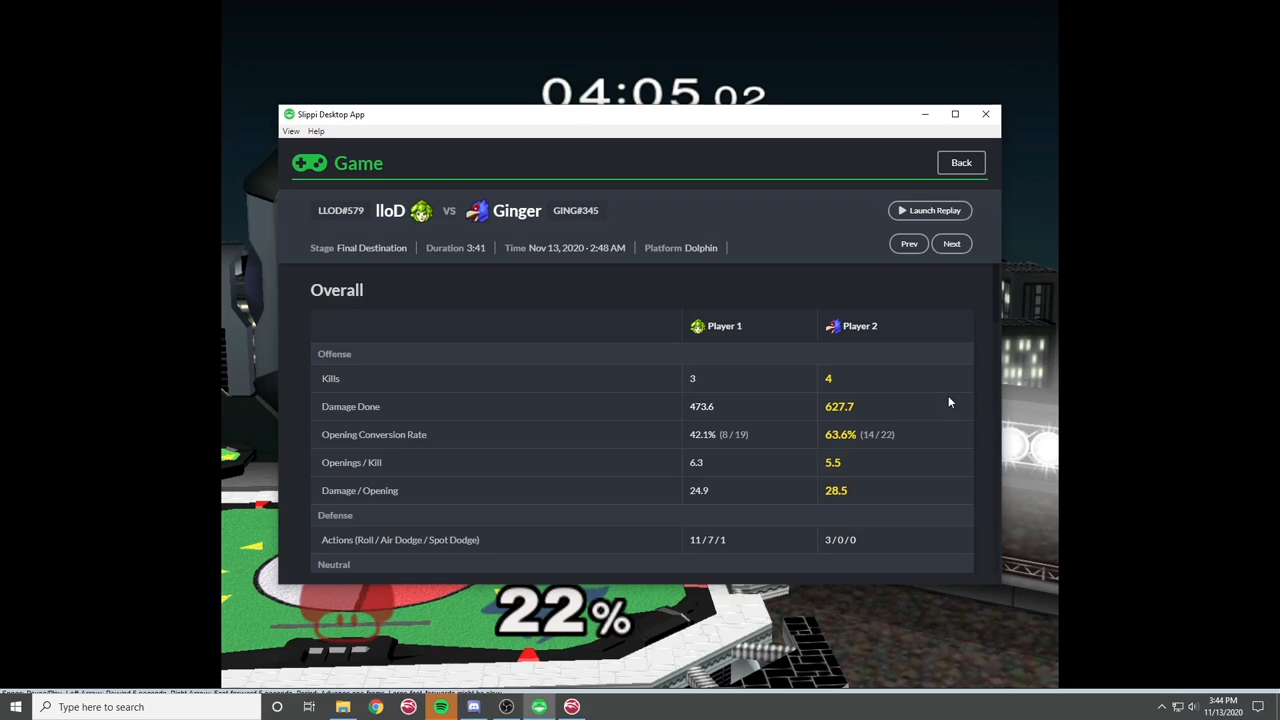 04:05 02
Slippi Desktop App
View Help
Game
Back
LLOD#579 lloD VS Ginger GING#345
Launch Replay
Stage Final Destination Duration 3:41 Time Nov 13, 2020 - 2:48 AM Platform Dolphin
Prev Next
Overall
Player 1 Player 2
Offense
Kills 3 4
Damage Done 473.6 627.7
Opening Conversion Rate 42.1% (8 / 19) 63.6% (14 / 22)
Openings / Kill 6.3 5.5
Damage / Opening 24.9 28.5
Defense
Actions (Roll / Air Dodge / Spot Dodge) 11 / 7 / 1 3 / 0 / 0
Neutral
22%
Type here to search
3:44 PM
11/13/2020